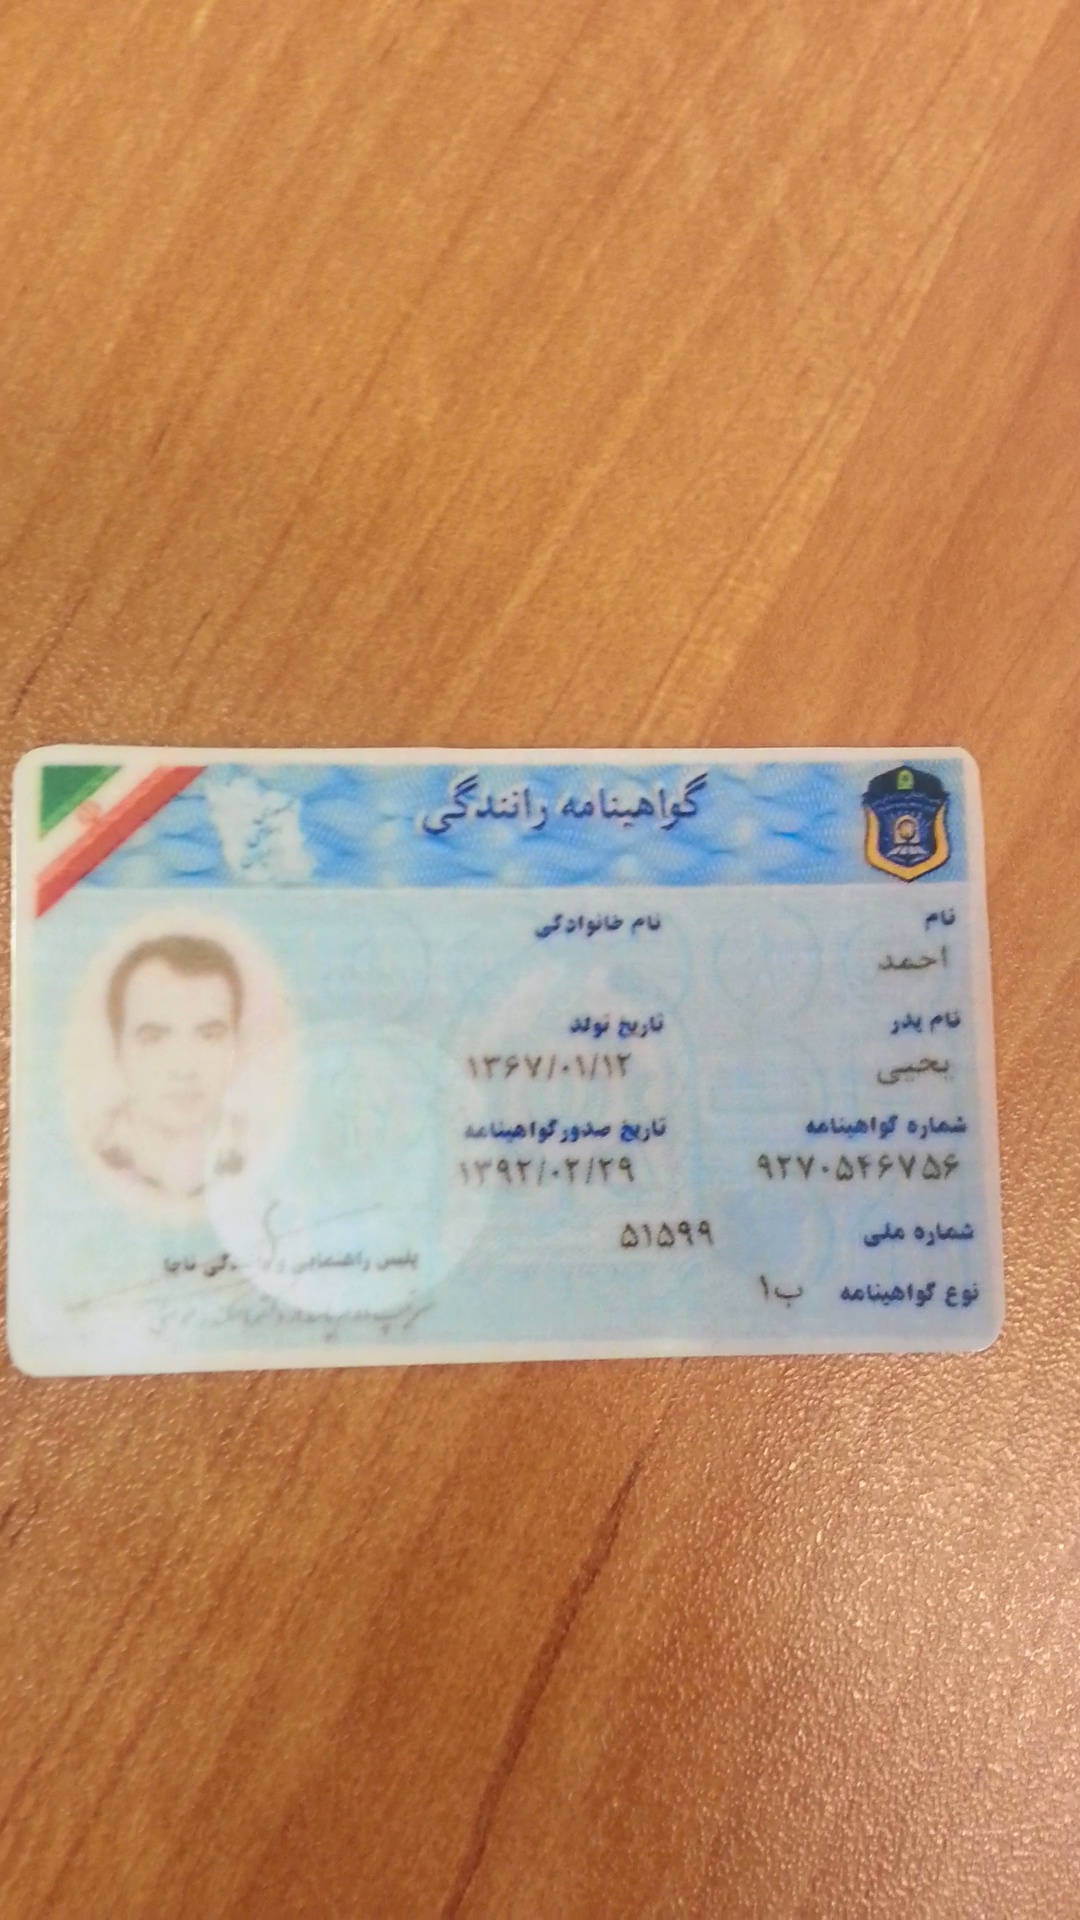 گواهینامه رانندگی
نام
احمد
نام خانوادگی
نام پدر
یحیی
تاریخ تولد
۱۳۶۷/۰۱/۱۲
شماره گواهینامه
۹۲۷۰۵۴۶۷۵۶
تاریخ صدور گواهینامه
۱۳۹۲/۰۲/۲۹
شماره ملی
۵۱۵۹۹
نوع گواهینامه ب۱
پلیس راهنمایی و رانندگی ناجا